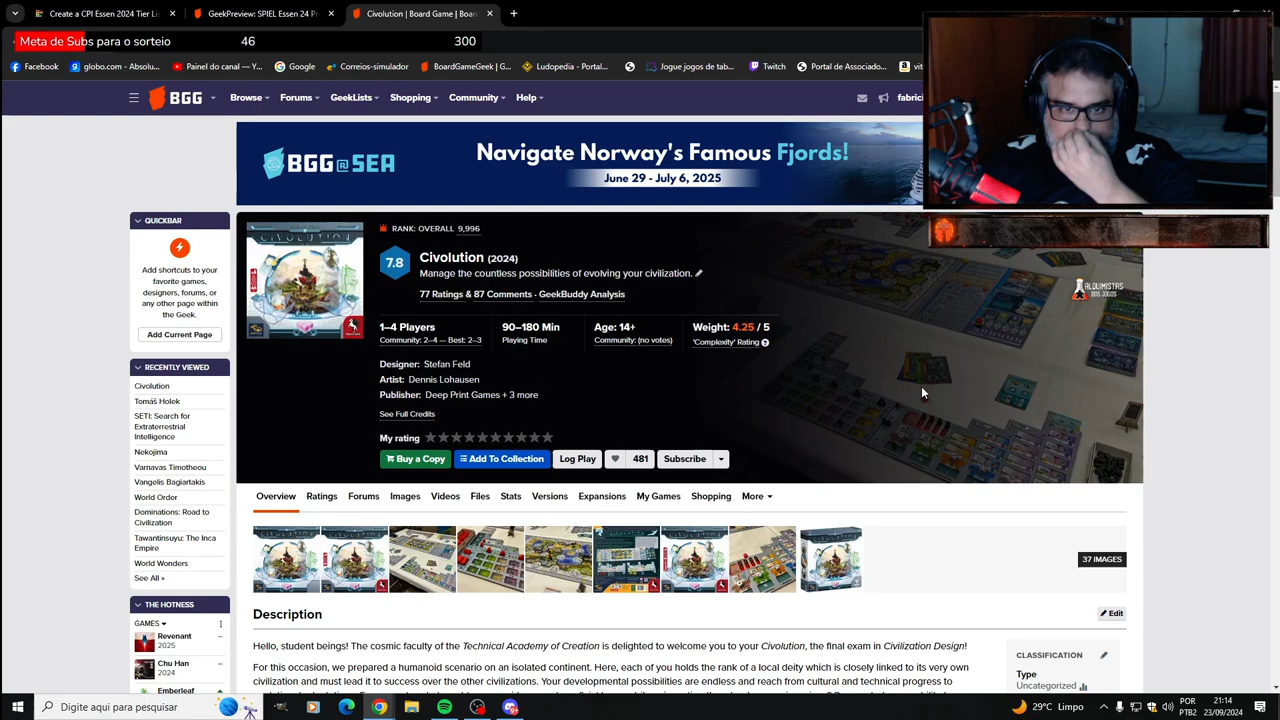 Create a CPI Essen 2024 Tier Lis
GeekPreview: SPIEL Essen 24 Pr
Civolution | Board Game | Boar
Meta de Subs para o sorteio 46 300
Facebook
globo.com - Absolu...
Painel do canal — Y...
Google
Correios-simulador
BoardGameGeek | G...
Ludopedia - Portal...
Jogue jogos de tab...
Twitch
Portal de Associado...
BGG
Browse
Forums
GeekLists
Shopping
Community
Help
fabrici
BGG@SEA
Navigate Norway's Famous Fjords!
June 29 - July 6, 2025
QUICKBAR
Add shortcuts to your
favorite games,
designers, forums, or
any other page within
the Geek.
Add Current Page
RECENTLY VIEWED
Civolution
Tomáš Holek
SETI: Search for
Extraterrestrial
Intelligence
Nekojima
Varnavas Timotheou
Vangelis Bagiartakis
World Order
Dominations: Road to
Civilization
Tawantinsuyu: The Inca
Empire
World Wonders
See All »
THE HOTNESS
GAMES
Revenant
2025
Chu Han
2024
Emberleaf
CIVOLUTION
RANK: OVERALL 9,996
7.8
Civolution (2024)
Manage the countless possibilities of evolving your civilization.
77 Ratings & 87 Comments · GeekBuddy Analysis
1–4 Players
Community: 2–4 — Best: 2–3
90–180 Min
Playing Time
Age: 14+
Community: (no votes)
Weight: 4.25 / 5
'Complexity' Rating
Designer: Stefan Feld
Artist: Dennis Lohausen
Publisher: Deep Print Games + 3 more
See Full Credits
My rating
Buy a Copy
Add To Collection
Log Play
481
Subscribe
ALQUIMISTAS
DOS JOGOS
Overview
Ratings
Forums
Images
Videos
Files
Stats
Versions
Expansions
My Games
Shopping
More
37 IMAGES
Description
Edit
Hello, student beings! The cosmic faculty of the Technical Academy of Creation is delighted to welcome you to your Civolution, the final exam in Civilization Design!
For this occasion, we prepared a humanoid scenario on an isolated continent. Here, each of you holds the rank of a local deity which is closely linked to its very own
civilization and must lead it to success over the other civilizations. Your developmental possibilities are endless and reach from cultural and technical progress to
CLASSIFICATION
Type
Uncategorized
Digite aqui para pesquisar
29°C Limpo
POR
PTB2
21:14
23/09/2024